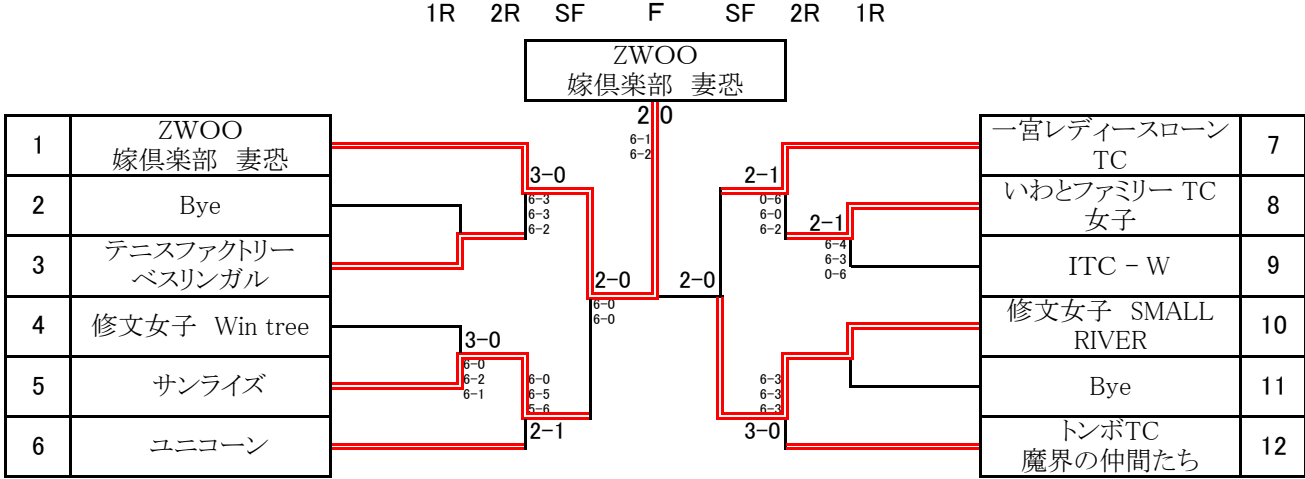 1R 2R SF F SF 2R 1R
ZWOO
嫁倶楽部 妻恐
2 0
6-1
6-2
1
ZWOO
嫁倶楽部 妻恐
2
Bye
3
テニスファクトリー
ベスリンガル
4
修文女子 Win tree
5
サンライズ
6
ユニコーン
3-0
6-3
6-3
6-2
3-0
6-0
6-2
6-1
6-0
6-5
5-6
2-1
2-0
6-0
6-0
2-0
2-1
0-6
6-0
6-2
2-1
6-4
6-3
0-6
6-3
6-3
6-3
3-0
一宮レディースローン
TC
7
いわとファミリー TC
女子
8
ITC - W
9
修文女子 SMALL
RIVER
10
Bye
11
トンボTC
魔界の仲間たち
12